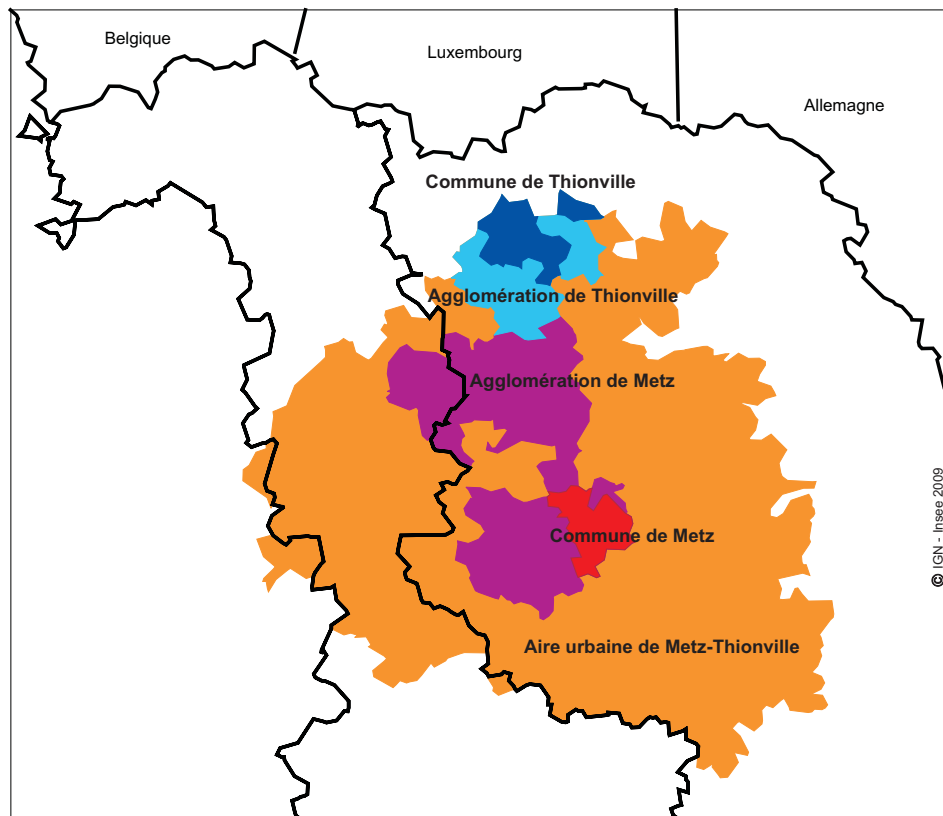 Belgique
Luxembourg
Allemagne
Commune de Thionville
Agglomération de Thionville
Agglomération de Metz
Commune de Metz
Aire urbaine de Metz-Thionville
© IGN - Insee 2009